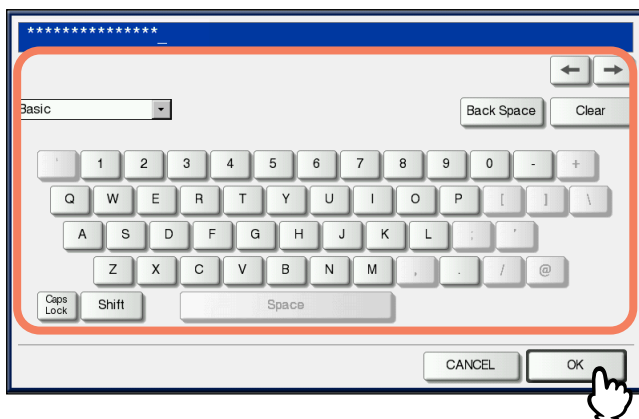 ***************_
← →
Basic Back Space Clear
' 1 2 3 4 5 6 7 8 9 0 - +
Q W E R T Y U I O P [ ] \
A S D F G H J K L ; '
Z X C V B N M , . / @
Caps Lock Shift Space
CANCEL OK